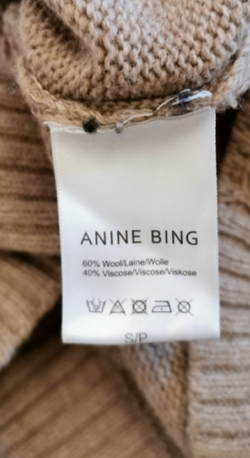 ANINE BING
60% Wool/Laine/Wolle
40% Viscose/Viscose/Viskose
S/P